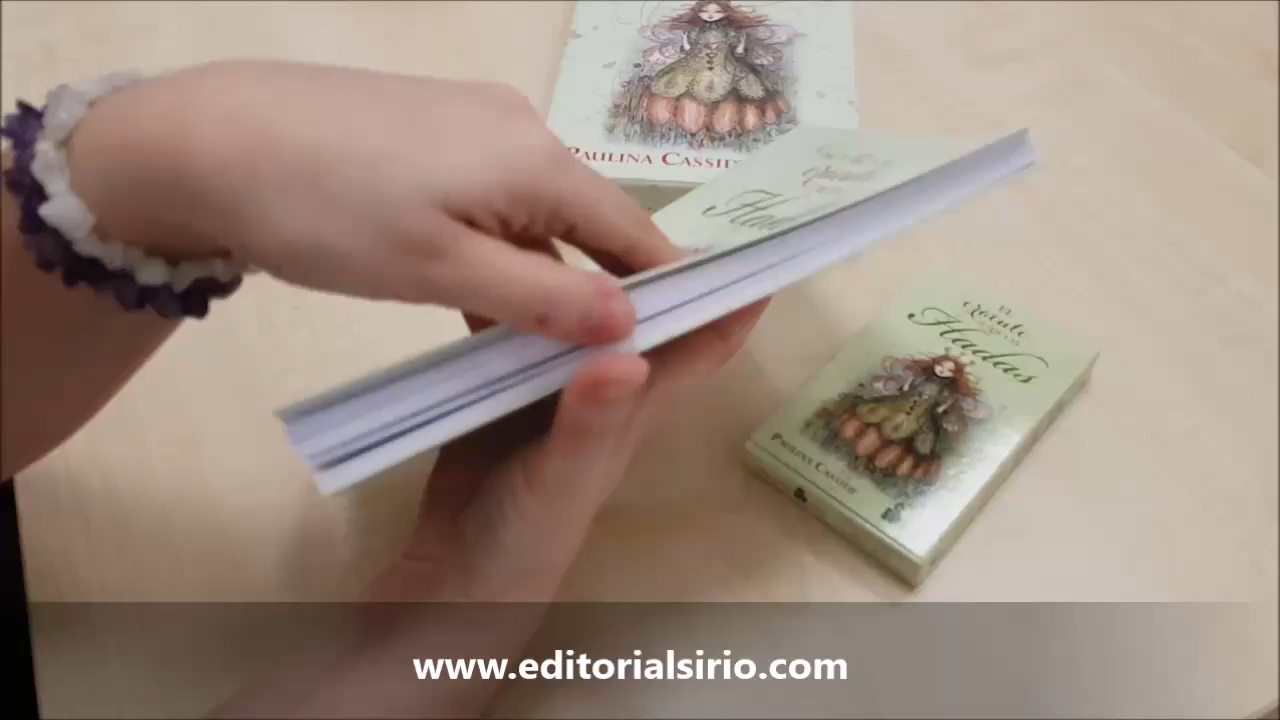 PAULINA CASSID
Hadas
El
Oráculo
Hadas
PAULINA CASSIDY
www.editorialsirio.com